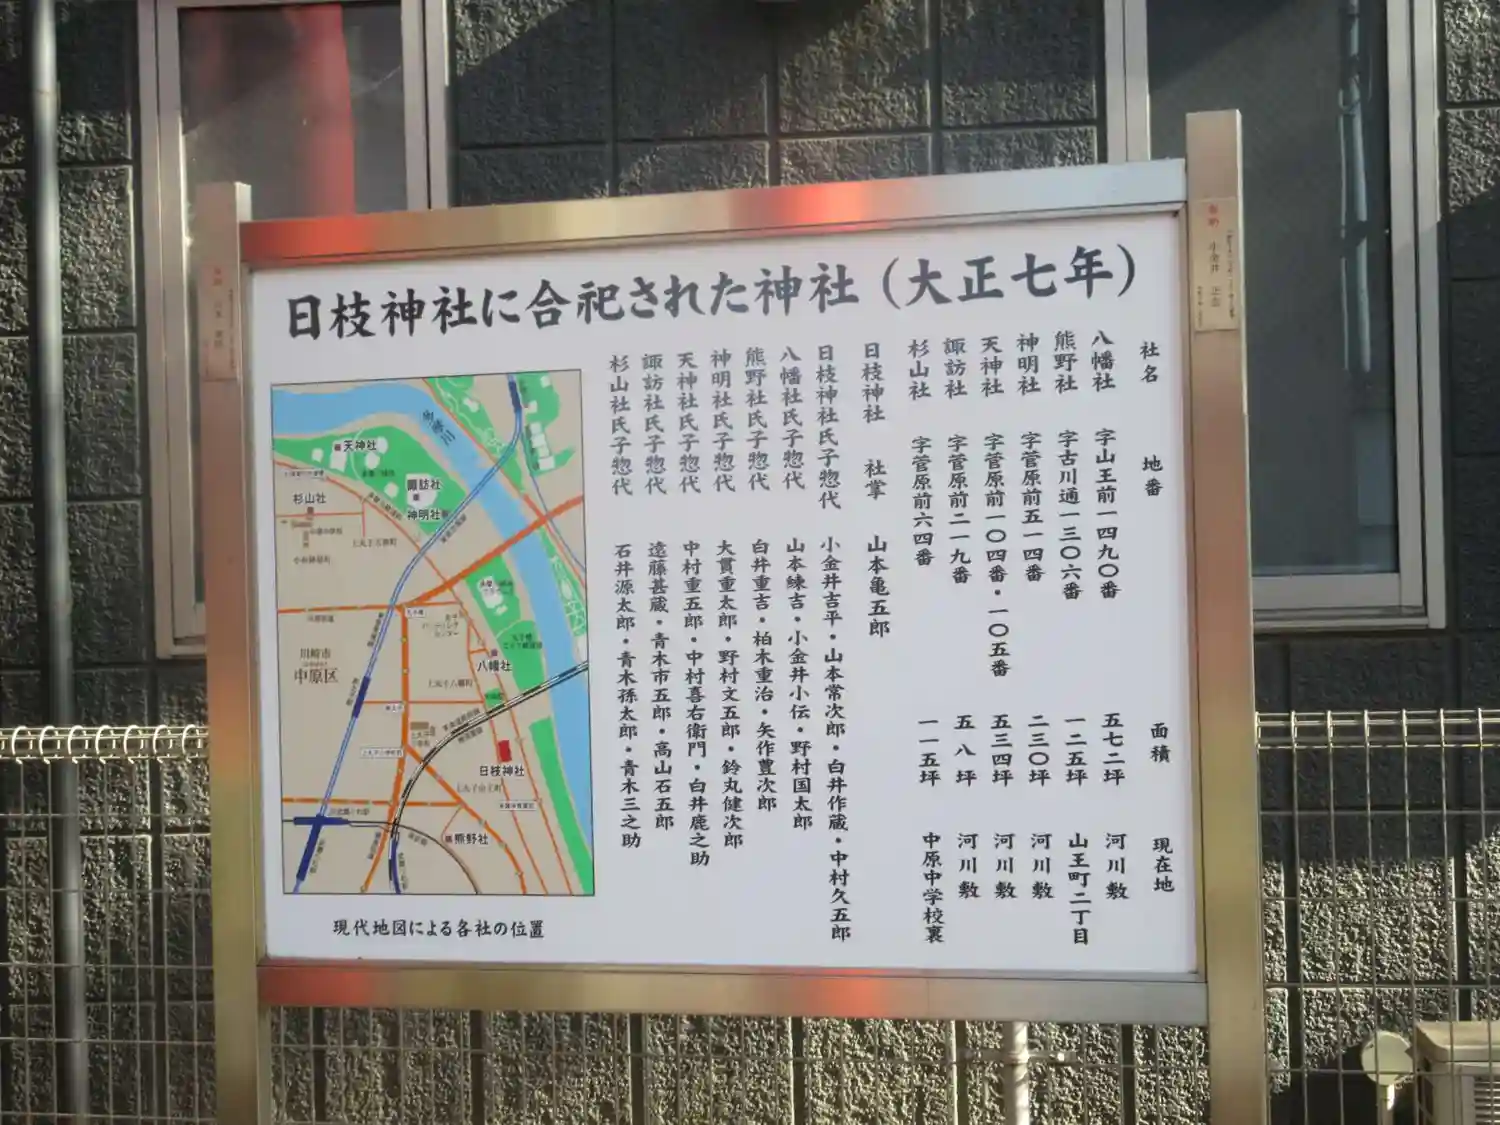 日枝神社に合祀された神社（大正七年）
社名 地番 面積 現在地
八幡社 字山王前一四九〇番 五七二坪 河川敷
熊野社 字古川通一三〇六番 一二五坪 山王町二丁目
神明社 字菅原前五一四番 二三〇坪 河川敷
天神社 字菅原前一〇四番・一〇五番 五三四坪 河川敷
諏訪社 字菅原前二一九番 五八坪 河川敷
杉山社 字菅原前六四番 一一五坪 中原中学校裏
日枝神社 社掌 山本亀五郎
日枝神社氏子惣代 小金井吉平・山本常次郎・白井作蔵・中村久五郎
八幡社氏子惣代 山本練吉・小金井小伝・野村国太郎
熊野社氏子惣代 白井重吉・柏木重治・矢作豊次郎
神明社氏子惣代 大貫重太郎・野村文五郎・鈴丸健次郎
天神社氏子惣代 中村重五郎・中村喜右衛門・白井鹿之助
諏訪社氏子惣代 遠藤甚蔵・青木市五郎・高山石五郎
杉山社氏子惣代 石井源太郎・青木孫太郎・青木三之助
多摩川
天神社
諏訪社
杉山社
神明社
川崎市
中原区
八幡社
日枝神社
熊野社
現代地図による各社の位置